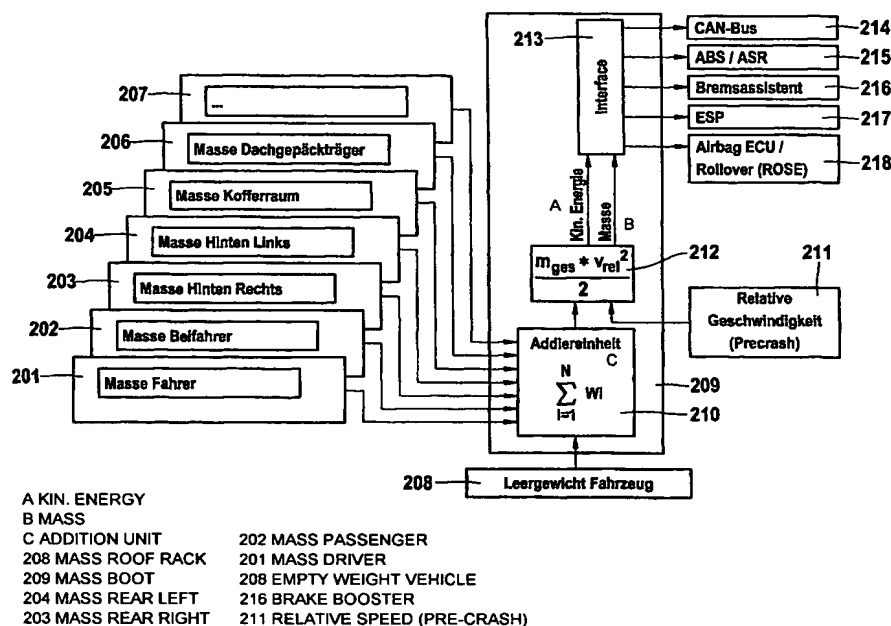 213
CAN-Bus
214
ABS / ASR
215
Bremsassistent
216
ESP
217
Airbag ECU /
Rollover (ROSE)
218
Interface
207
...
206
Masse Dachgepäckträger
205
Masse Kofferraum
204
Masse Hinten Links
203
Masse Hinten Rechts
202
Masse Beifahrer
201
Masse Fahrer
A
Kin. Energie
Masse
B
m_ges * v_rel²
2
212
211
Relative
Geschwindigkeit
(Precrash)
Addiereinheit
C
N
∑ Wi
i=1
209
210
208
Leergewicht Fahrzeug
A KIN. ENERGY
B MASS
C ADDITION UNIT
208 MASS ROOF RACK
209 MASS BOOT
204 MASS REAR LEFT
203 MASS REAR RIGHT
202 MASS PASSENGER
201 MASS DRIVER
208 EMPTY WEIGHT VEHICLE
216 BRAKE BOOSTER
211 RELATIVE SPEED (PRE-CRASH)